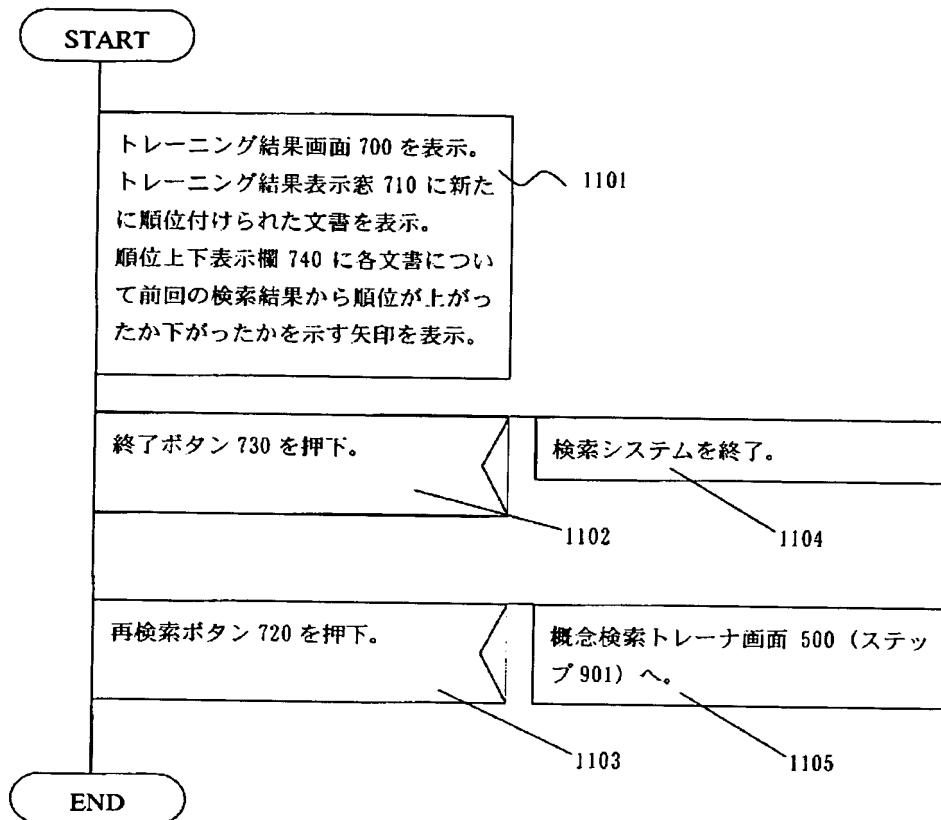 START
トレーニング結果画面 700 を表示。
トレーニング結果表示窓 710 に新た
に順位付けられた文書を表示。
順位上下表示欄 740 に各文書につい
て前回の検索結果から順位が上がっ
たか下がったかを示す矢印を表示。
1101
終了ボタン 730 を押下。
検索システムを終了。
1102
1104
再検索ボタン 720 を押下。
概念検索トレーナ画面 500 (ステッ
プ 901) へ。
1103
1105
END